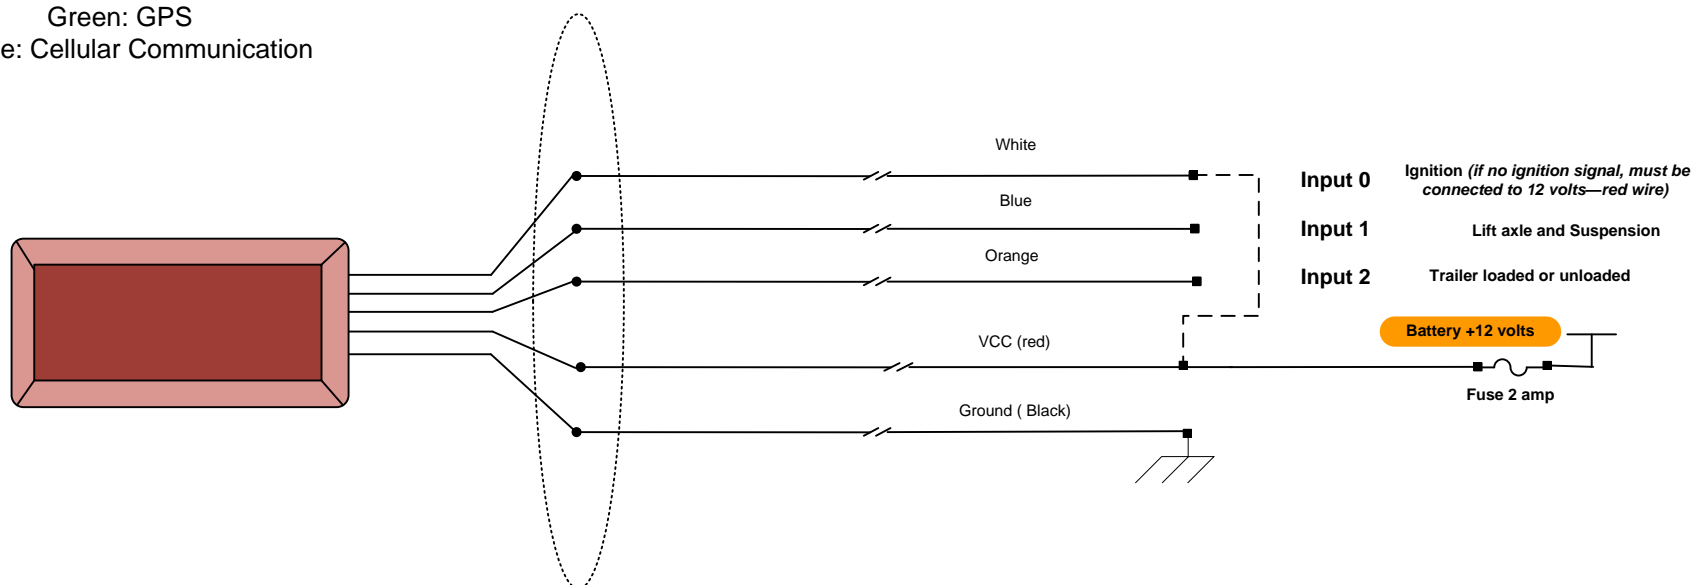 Green: GPS
e: Cellular Communication
White
Input 0
Ignition (if no ignition signal, must be
connected to 12 volts—red wire)
Blue
Input 1
Lift axle and Suspension
Orange
Input 2
Trailer loaded or unloaded
Battery +12 volts
VCC (red)
Fuse 2 amp
Ground ( Black)